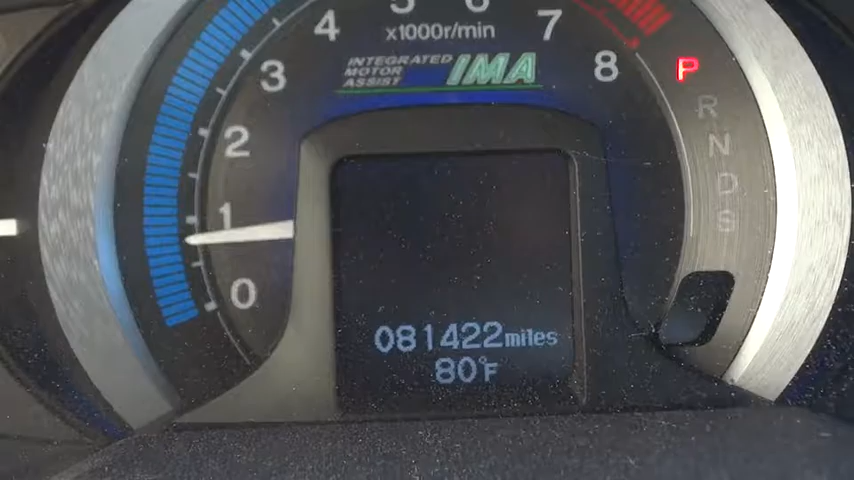 4 5 6 7
x1000r/min
3 INTEGRATED MOTOR ASSIST IMA 8 P
R
2 N
D
1 S
0
081422miles
80°F